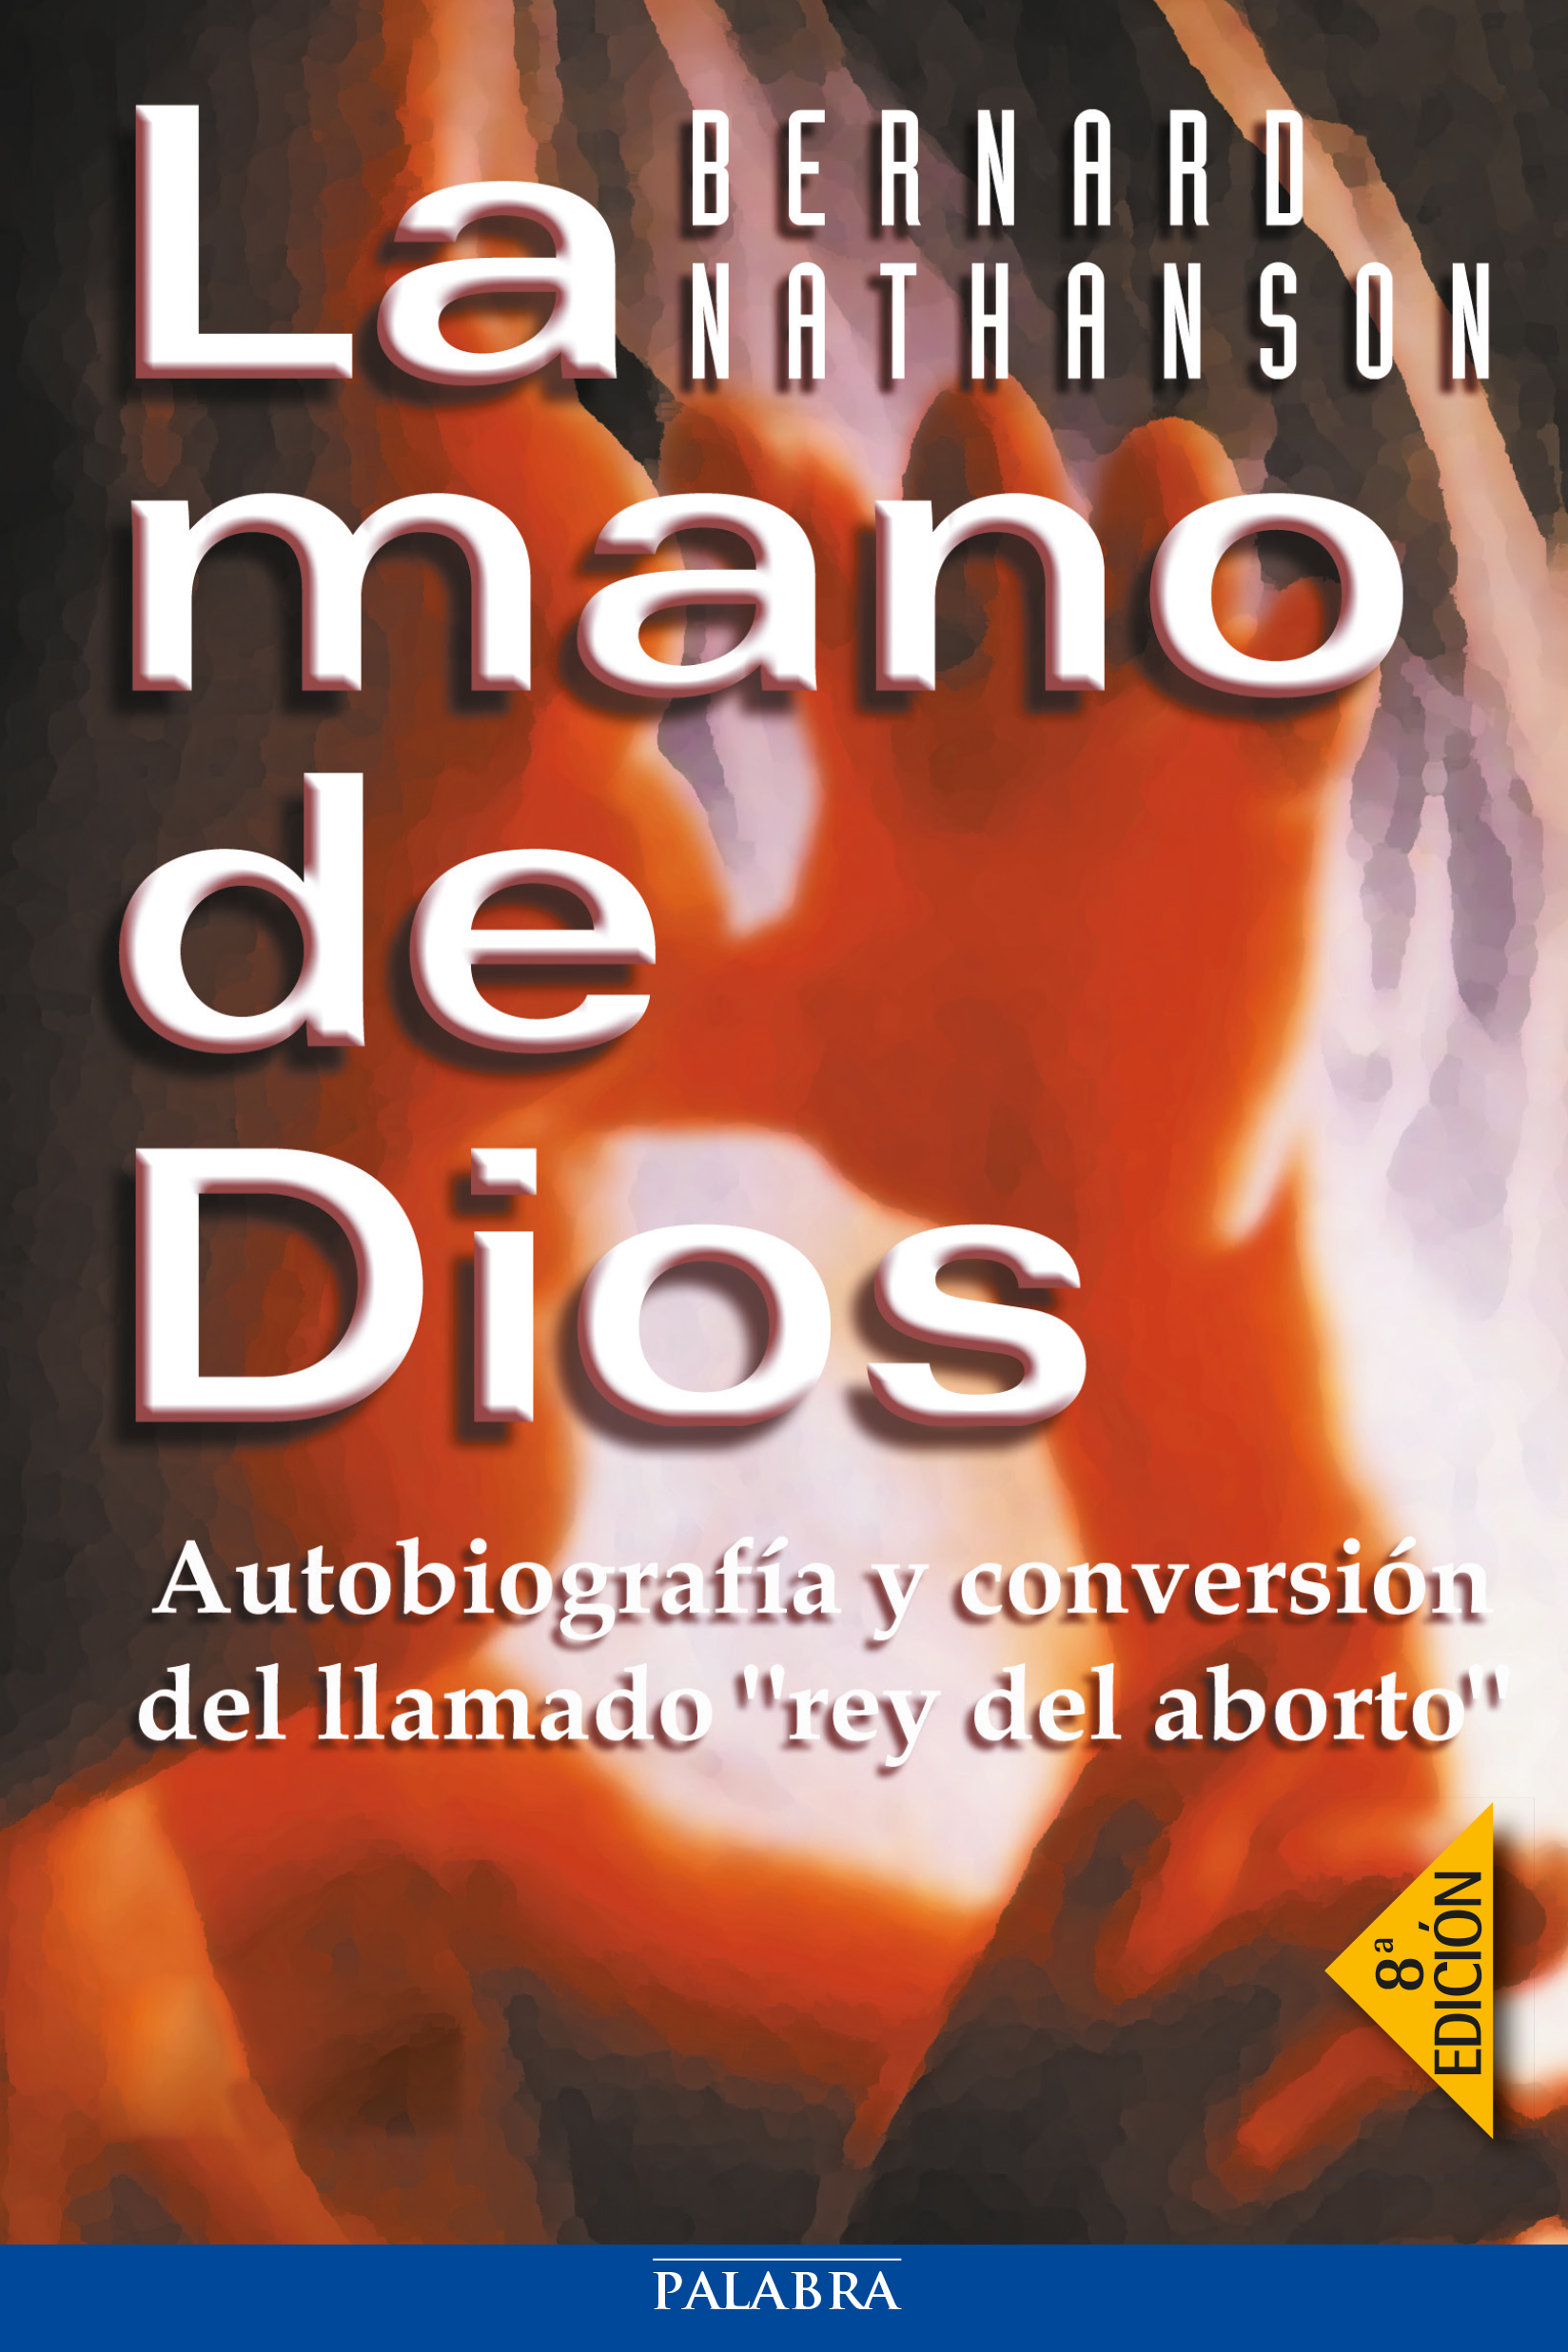 La
BERNARD
NATHANSON
mano
de
Dios
Autobiografía y conversión
del llamado "rey del aborto"
8ª
EDICIÓN
PALABRA